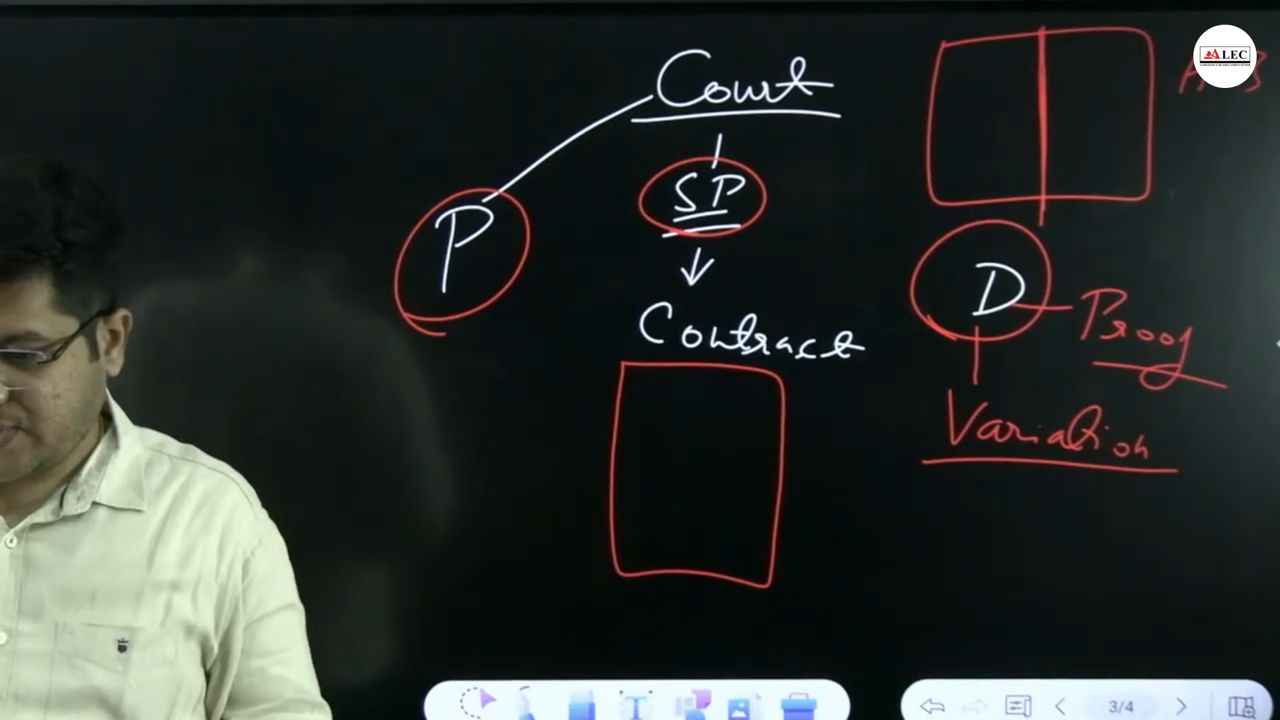 Court
ALEC
P
SP
D
Proof
Contract
Variation
3/4